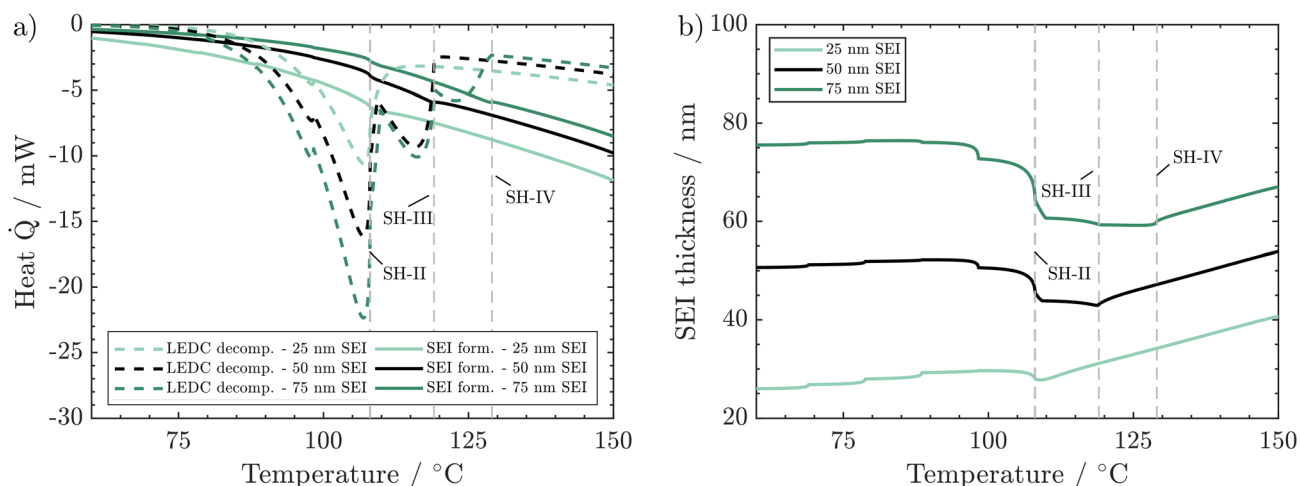 a)
0
-5
-10
-15
-20
-25
-30
Heat Q̇ / mW
SH-IV
SH-III
SH-II
LEDC decomp. - 25 nm SEI
LEDC decomp. - 50 nm SEI
LEDC decomp. - 75 nm SEI
SEI form. - 25 nm SEI
SEI form. - 50 nm SEI
SEI form. - 75 nm SEI
75 100 125 150
Temperature / °C
b)
100
80
60
40
20
SEI thickness / nm
25 nm SEI
50 nm SEI
75 nm SEI
SH-IV
SH-III
SH-II
75 100 125 150
Temperature / °C